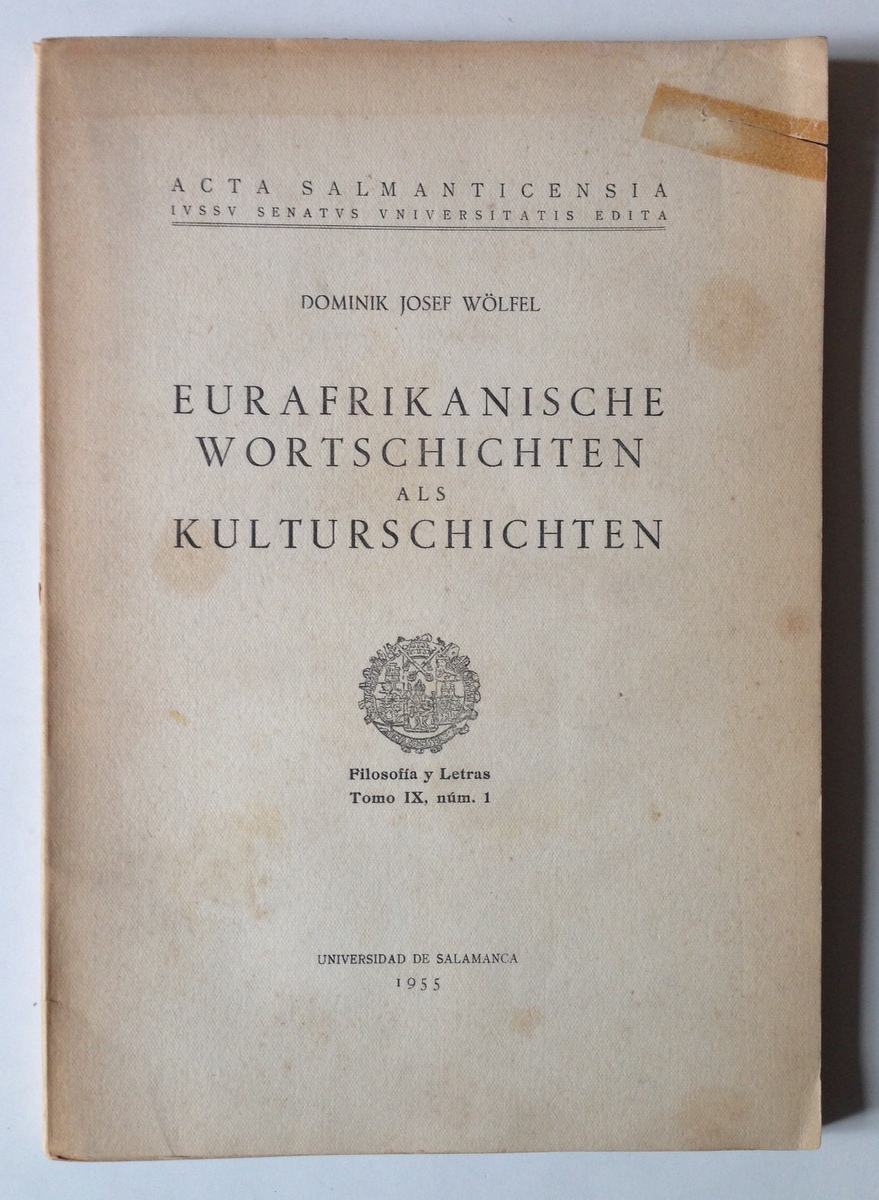 ACTA SALMANTICENSIA
IVSSV SENATVS VNIVERSITATIS EDITA
DOMINIK JOSEF WÖLFEL
EURAFRIKANISCHE
WORTSCHICHTEN
ALS
KULTURSCHICHTEN
Filosofía y Letras
Tomo IX, núm. 1
UNIVERSIDAD DE SALAMANCA
1955